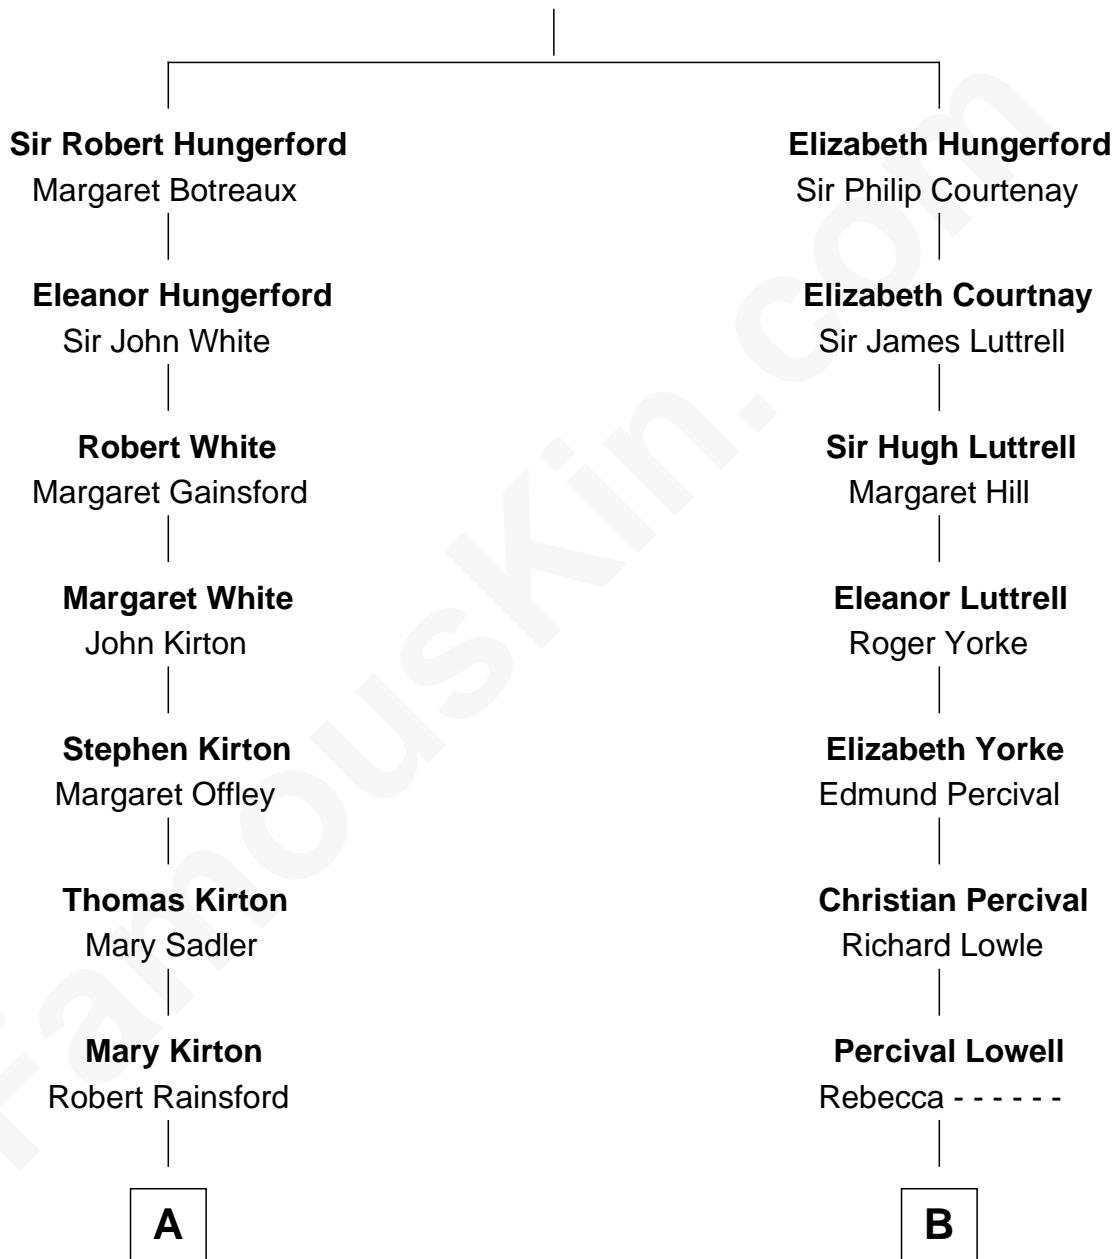 Sir Robert Hungerford
Margaret Botreaux
Eleanor Hungerford
Sir John White
Robert White
Margaret Gainsford
Margaret White
John Kirton
Stephen Kirton
Margaret Offley
Thomas Kirton
Mary Sadler
Mary Kirton
Robert Rainsford
A
Elizabeth Hungerford
Sir Philip Courtenay
Elizabeth Courtnay
Sir James Luttrell
Sir Hugh Luttrell
Margaret Hill
Eleanor Luttrell
Roger Yorke
Elizabeth Yorke
Edmund Percival
Christian Percival
Richard Lowle
Percival Lowell
Rebecca - - - - - -
B
FamousKin.com